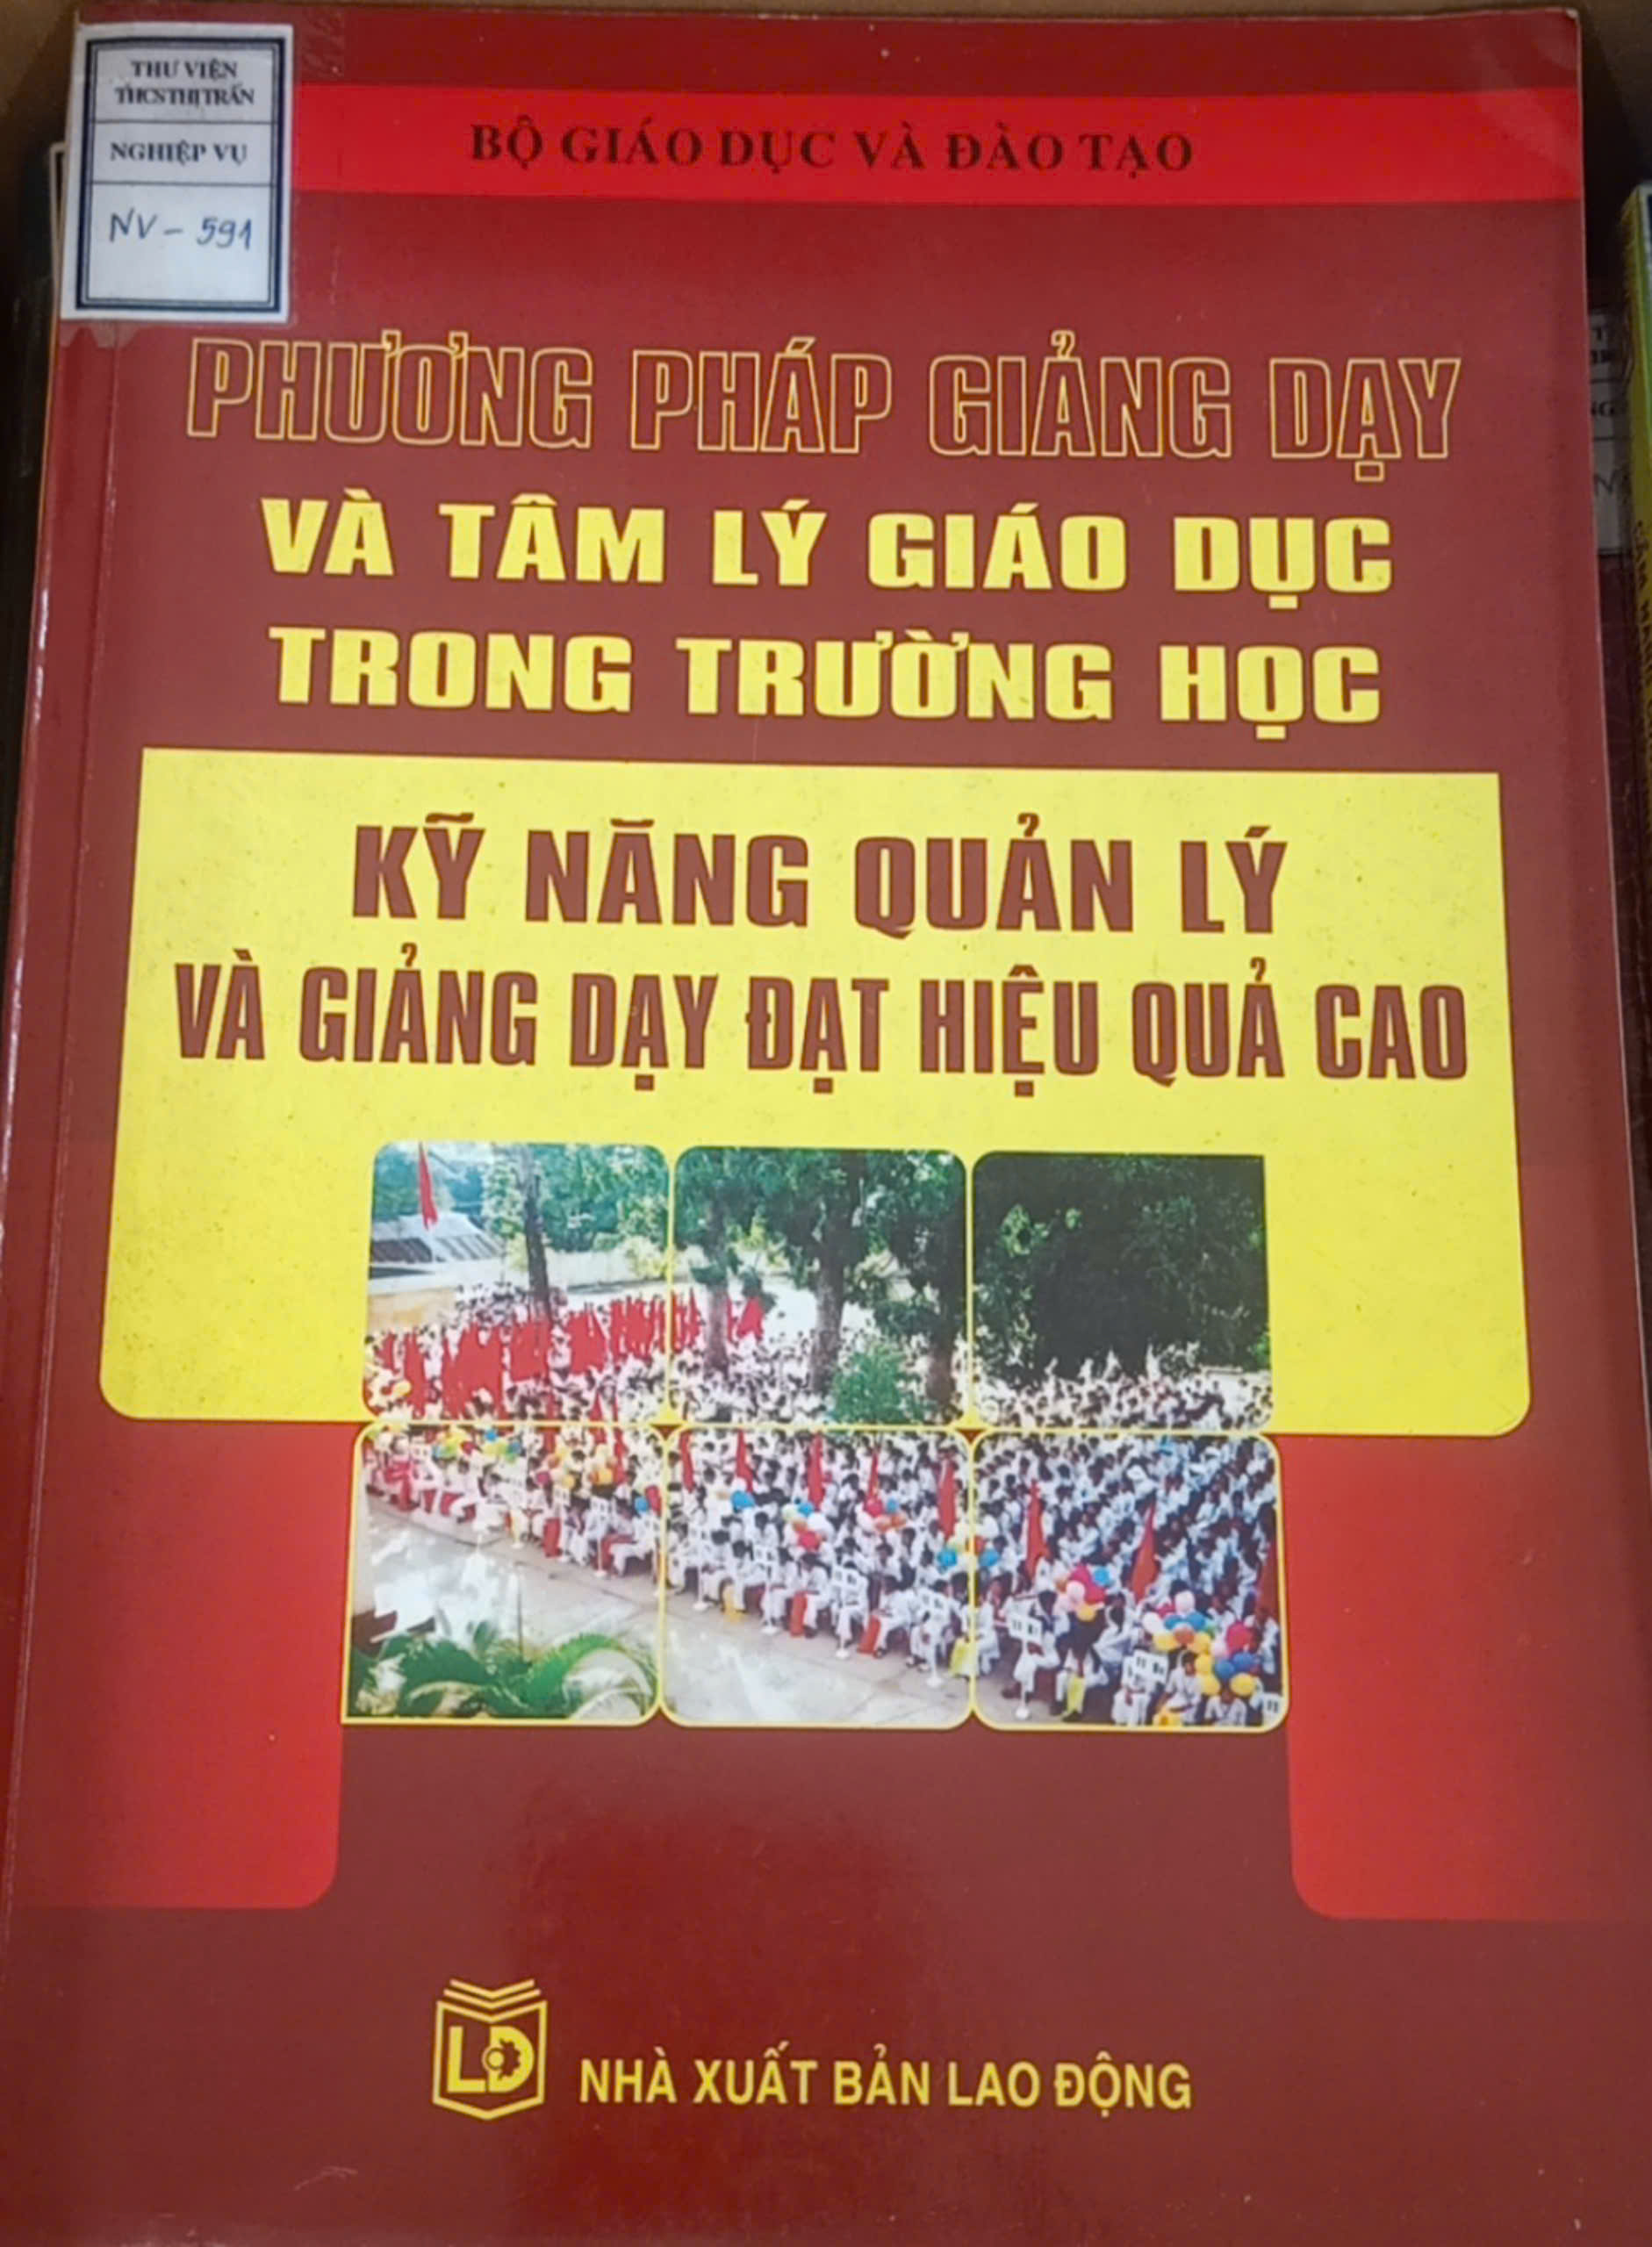 THƯ VIỆN
THCS THỊ TRẤN
NGHIỆP VỤ
NV - 591
BỘ GIÁO DỤC VÀ ĐÀO TẠO
PHƯƠNG PHÁP GIẢNG DẠY
VÀ TÂM LÝ GIÁO DỤC
TRONG TRƯỜNG HỌC
KỸ NĂNG QUẢN LÝ
VÀ GIẢNG DẠY ĐẠT HIỆU QUẢ CAO
LĐ
NHÀ XUẤT BẢN LAO ĐỘNG